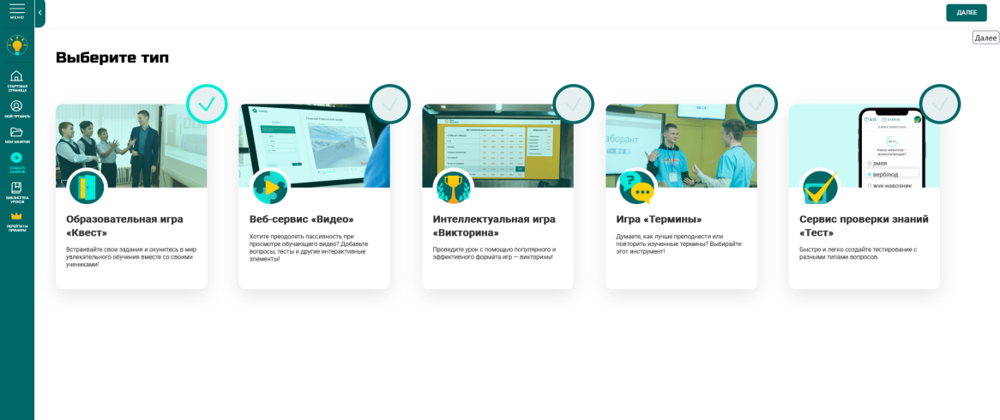 МЕНЮ
ДАЛЕЕ
Далее
Выберите тип
СТАРТОВАЯ
СТРАНИЦА
МОЙ ПРОФИЛЬ
МОИ ЗАНЯТИЯ
СОЗДАТЬ
ЗАНЯТИЕ
БИБЛИОТЕКА
УРОКОВ
ПЕРЕЙТИ НА
ПРЕМИУМ
Образовательная игра
«Квест»
Встраивайте свои задания и окунитесь в мир
увлекательного обучения вместе со своими
учениками!
Веб-сервис «Видео»
Хотите преодолеть пассивность при
просмотре обучающего видео? Добавьте
вопросы, тесты и другие интерактивные
элементы!
Интеллектуальная игра
«Викторина»
Проведите урок с помощью популярного и
эффективного формата игр — викторины!
аборант
Игра «Термины»
Думаете, как лучше преподнести или
повторить изученные термины? Выбирайте
этот инструмент!
Какое животное –
млекопитающее?
змея
верблюд
жук-навозник
Сервис проверки знаний
«Тест»
Быстро и легко создайте тестирование с
разными типами вопросов.